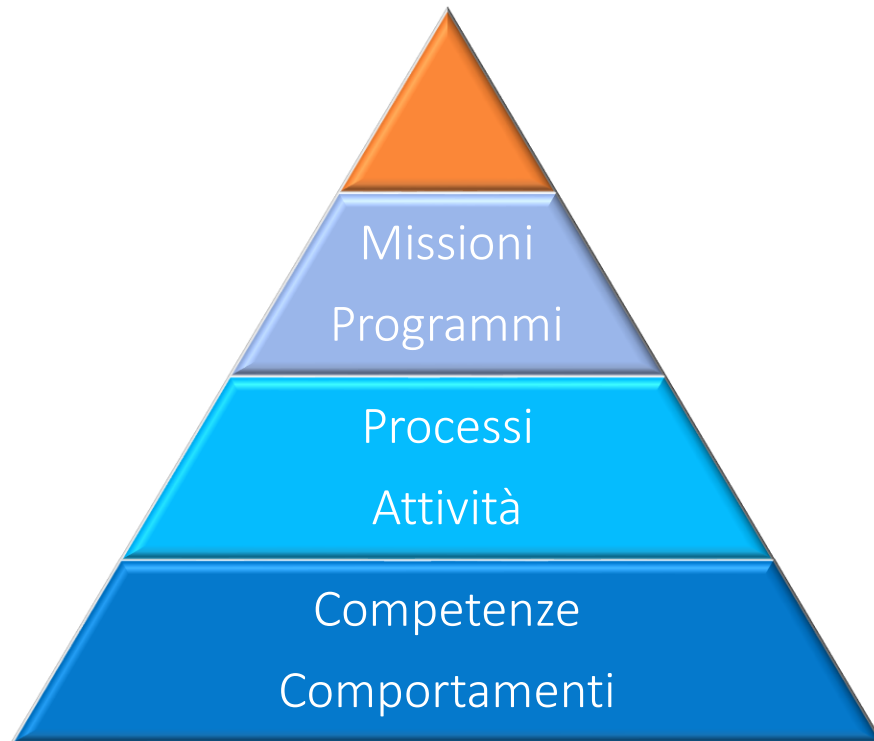 Missioni
Programmi
Processi
Attività
Competenze
Comportamenti